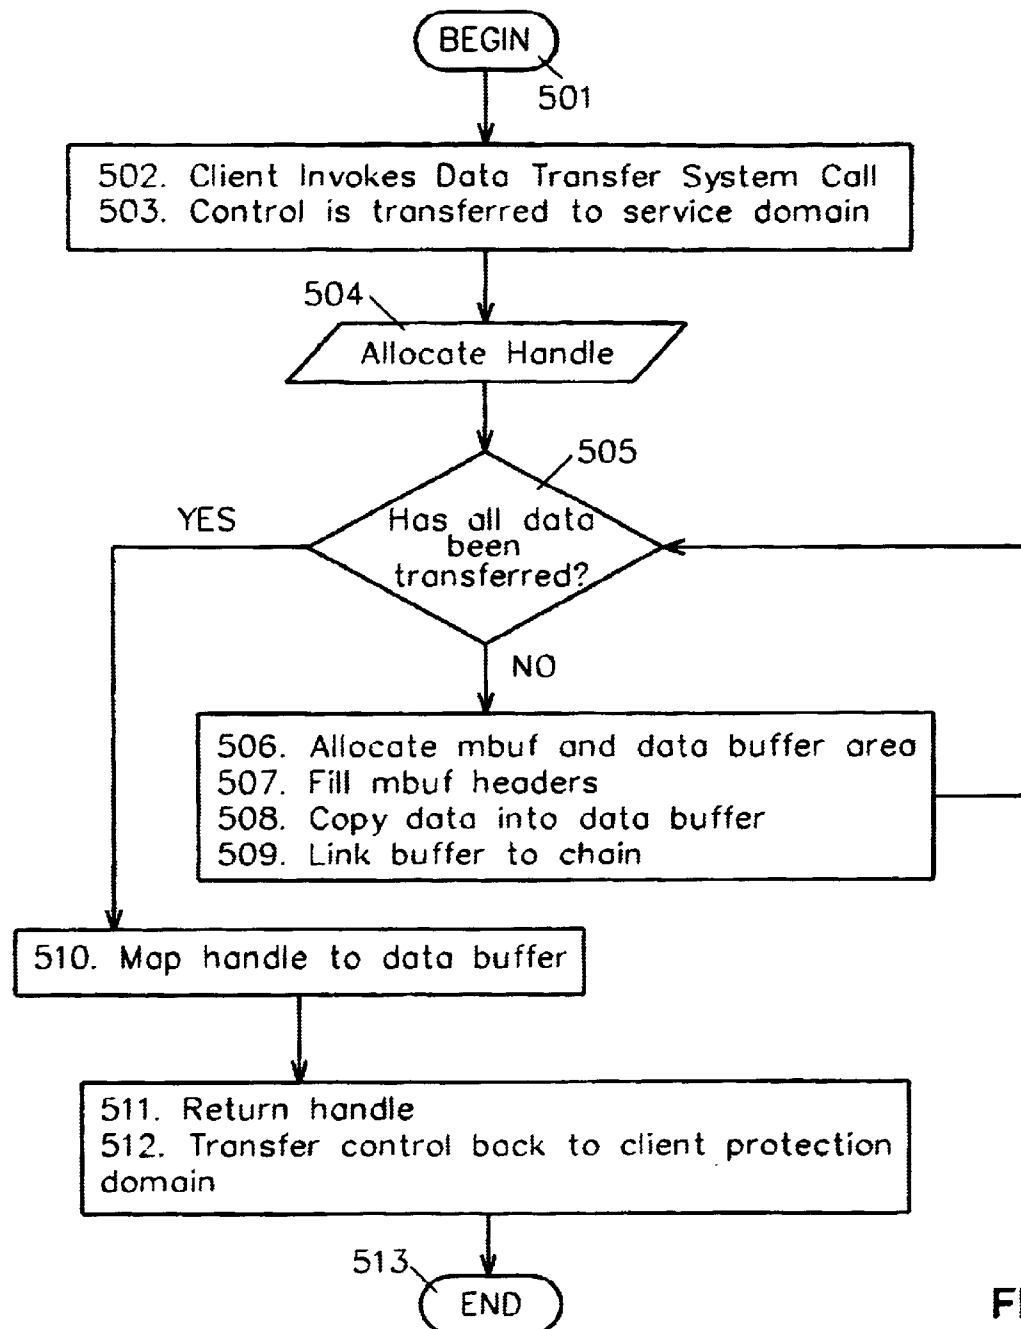 BEGIN
501
502. Client Invokes Data Transfer System Call
503. Control is transferred to service domain
504
Allocate Handle
505
YES
Has all data
been
transferred?
NO
506. Allocate mbuf and data buffer area
507. Fill mbuf headers
508. Copy data into data buffer
509. Link buffer to chain
510. Map handle to data buffer
511. Return handle
512. Transfer control back to client protection
domain
513
END